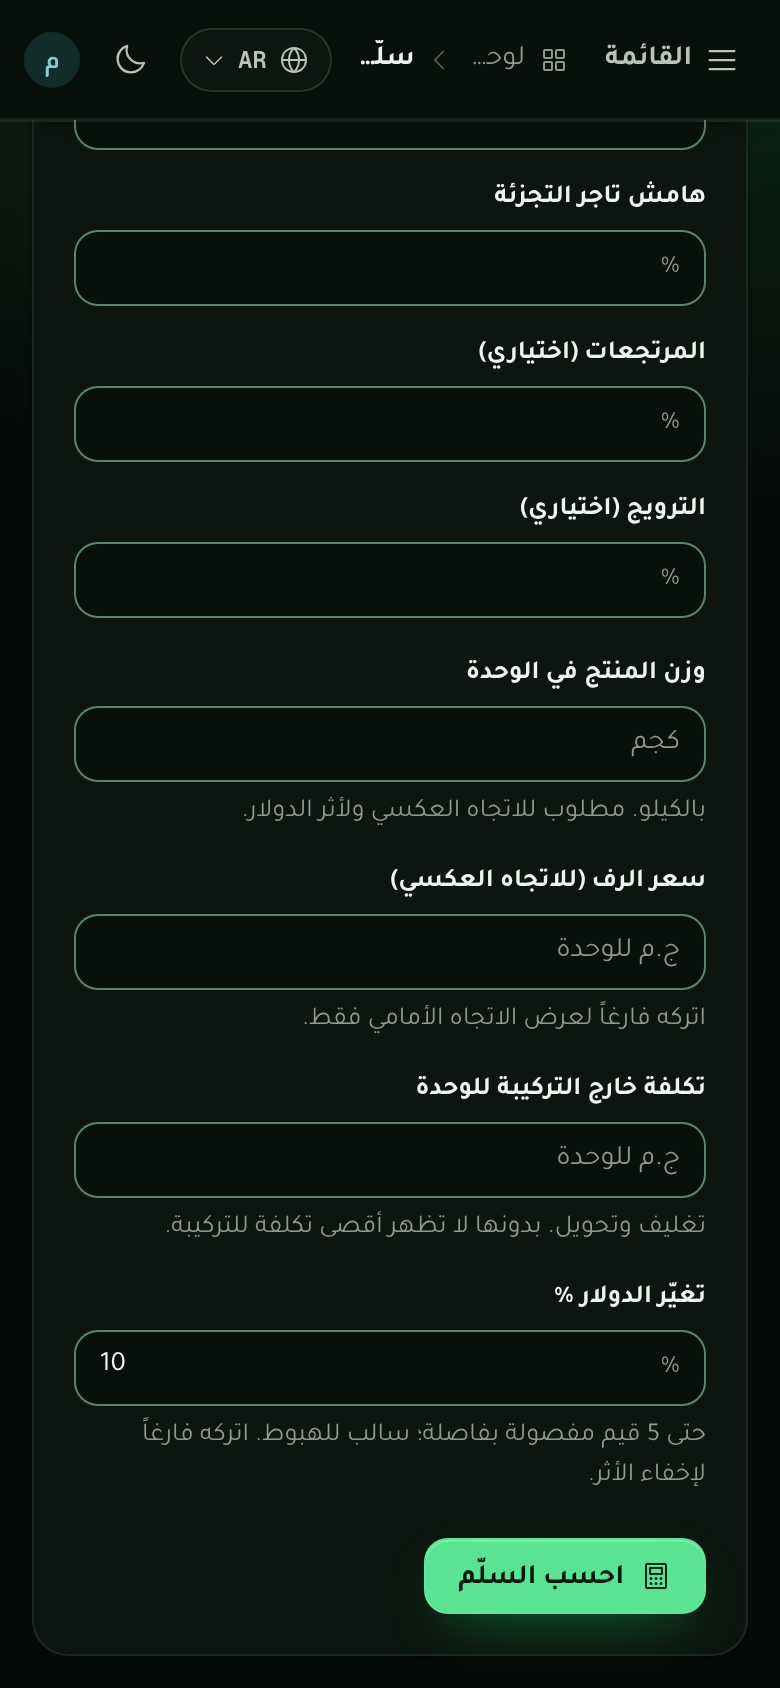 القائمة
لوحـ...
سلّـ...
AR
م
هامش تاجر التجزئة
%
المرتجعات (اختياري)
%
الترويج (اختياري)
%
وزن المنتج في الوحدة
كجم
بالكيلو. مطلوب للاتجاه العكسي ولأثر الدولار.
سعر الرف (للاتجاه العكسي)
ج.م للوحدة
اتركه فارغاً لعرض الاتجاه الأمامي فقط.
تكلفة خارج التركيبة للوحدة
ج.م للوحدة
تغليف وتحويل. بدونها لا تظهر أقصى تكلفة للتركيبة.
تغيّر الدولار %
% 10
حتى 5 قيم مفصولة بفاصلة؛ سالب للهبوط. اتركه فارغاً
لإخفاء الأثر.
احسب السلّم